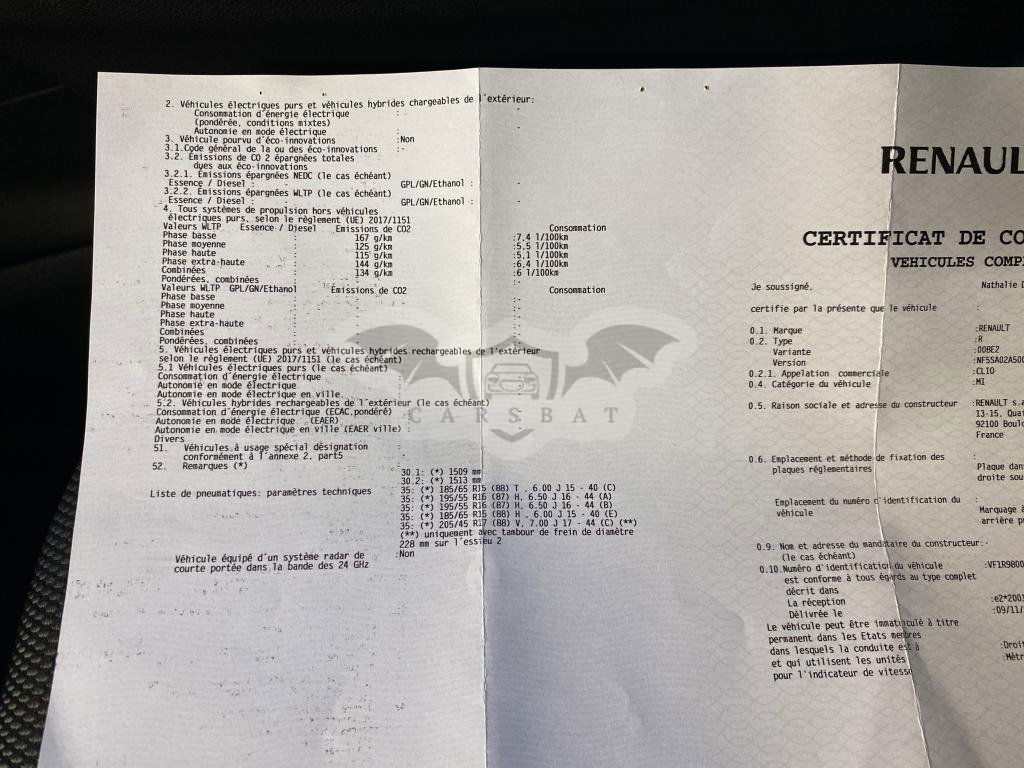 2. Véhicules électriques purs et véhicules hybrides chargeables de l'extérieur:
Consommation d'énergie électrique : -
(pondérée, conditions mixtes)
Autonomie en mode électrique : -
3. Véhicule pourvu d'éco-innovations :Non
3.1.Code général de la ou des éco-innovations :-
3.2. Emissions de CO 2 épargnées totales
dues aux éco-innovations
3.2.1. Emissions épargnées NEDC (le cas échéant)
Essence / Diesel : - GPL/GN/Ethanol : -
3.2.2. Emissions épargnées WLTP (le cas échéant)
Essence / Diesel : - GPL/GN/Ethanol : -
4. Tous systèmes de propulsion hors véhicules
électriques purs, selon le règlement (UE) 2017/1151
Valeurs WLTP Essence / Diesel Emissions de CO2 Consommation
Phase basse : 167 g/km :7,4 l/100km
Phase moyenne : 125 g/km :5,5 l/100km
Phase haute : 115 g/km :5,1 l/100km
Phase extra-haute : 144 g/km :6,4 l/100km
Combinées : 134 g/km :6 l/100km
Pondérées, combinées : - :-
Valeurs WLTP GPL/GN/Ethanol Émissions de CO2 Consommation
Phase basse : :-
Phase moyenne : :-
Phase haute : :-
Phase extra-haute : :-
Combinées : :-
Pondérées, combinées : :-
5. Véhicules électriques purs et véhicules hybrides rechargeables de l'extérieur
selon le règlement (UE) 2017/1151 (le cas échéant)
5.1 Véhicules électriques purs (le cas échéant)
Consommation d'énergie électrique :
Autonomie en mode électrique :
Autonomie en mode électrique en ville.
5.2. Véhicules hybrides rechargeables de l'extérieur (le cas échéant)
Consommation d'énergie électrique (ECAC,pondéré)
Autonomie en mode électrique (EAER)
Autonomie en mode électrique en ville (EAER ville) :
Divers
51. Véhicules à usage spécial désignation : -
conformément à l'annexe 2, part5
52. Remarques (*)
30.1: (*) 1509 mm
30.2: (*) 1513 mm
Liste de pneumatiques: paramètres techniques
35: (*) 185/65 R15 (88) T , 6.00 J 15 - 40 (C)
35: (*) 195/55 R16 (87) H, 6.50 J 16 - 44 (A)
35: (*) 195/55 R16 (87) H, 6.50 J 16 - 44 (B)
35: (*) 185/65 R15 (88) H , 6.00 J 15 - 40 (E)
35: (*) 205/45 R17 (88) V, 7.00 J 17 - 44 (C) (**)
(**) uniquement avec tambour de frein de diamètre
228 mm sur l'essieu 2
Véhicule équipé d'un système radar de :Non
courte portée dans la bande des 24 GHz
CARSBAT
RENAUL
CERTIFICAT DE CO
VEHICULES COMPL
Je soussigné, Nathalie D
certifie par la présente que le véhicule :
0.1. Marque :RENAULT
0.2. Type :R
Variante :00BE2
Version :NF5SA02A500
0.2.1. Appelation commerciale :CLIO
0.4. Catégorie du véhicule :M1
0.5. Raison sociale et adresse du constructeur :RENAULT s.a
13-15, Qua
92100 Boulo
France
0.6. Emplacement et méthode de fixation des :
plaques réglementaires Plaque dan
droite sou
Emplacement du numéro d'identification du :
véhicule Marquage à
arrière pr
0.9. Nom et adresse du mandataire du constructeur:-
(le cas échéant)
0.10.Numéro d'identification du véhicule :VF1R9800
est conforme à tous égards au type complet
décrit dans
La réception :e2*200
Délivrée le :09/11/
Le véhicule peut être immatriculé à titre
permanent dans les Etats membres
dans lesquels la conduite est à :Droi
et qui utilisent les unités :Métr
pour l'indicateur de vitesse